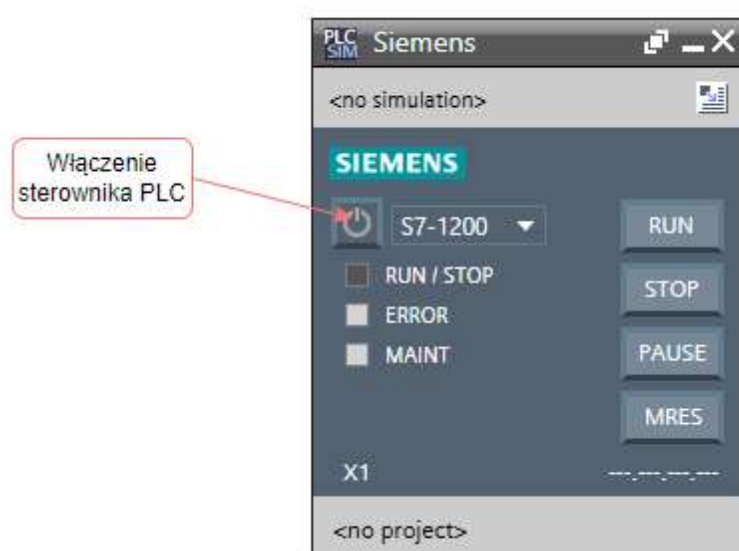 PLC
SIM
Siemens
<no simulation>
SIEMENS
Włączenie
sterownika PLC
S7-1200
RUN
RUN / STOP
STOP
ERROR
MAINT
PAUSE
MRES
X1
---.---.---.---
<no project>